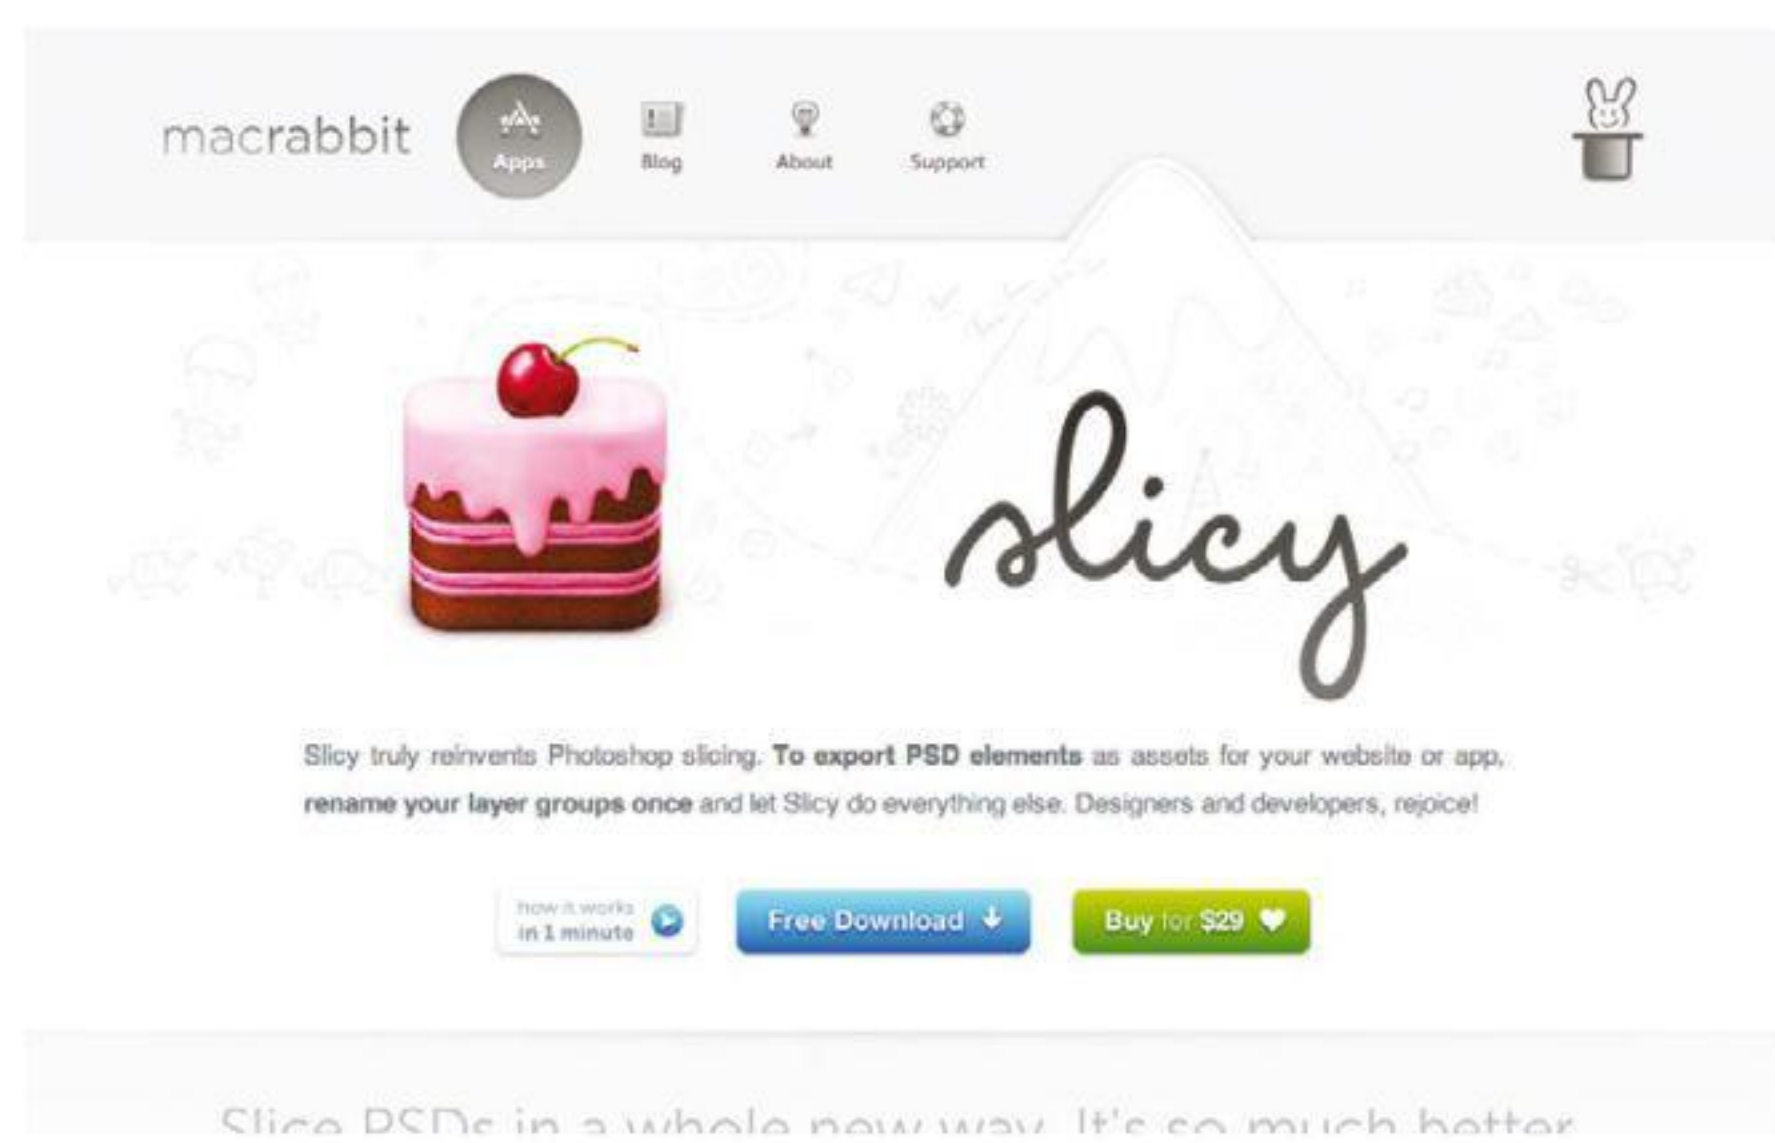 macrabbit
Apps
Blog
About
Support
slicy
Slicy truly reinvents Photoshop slicing. To export PSD elements as assets for your website or app,
rename your layer groups once and let Slicy do everything else. Designers and developers, rejoice!
how it works
in 1 minute
Free Download
Buy for $29
Slice PSDs in a whole new way. It's so much better